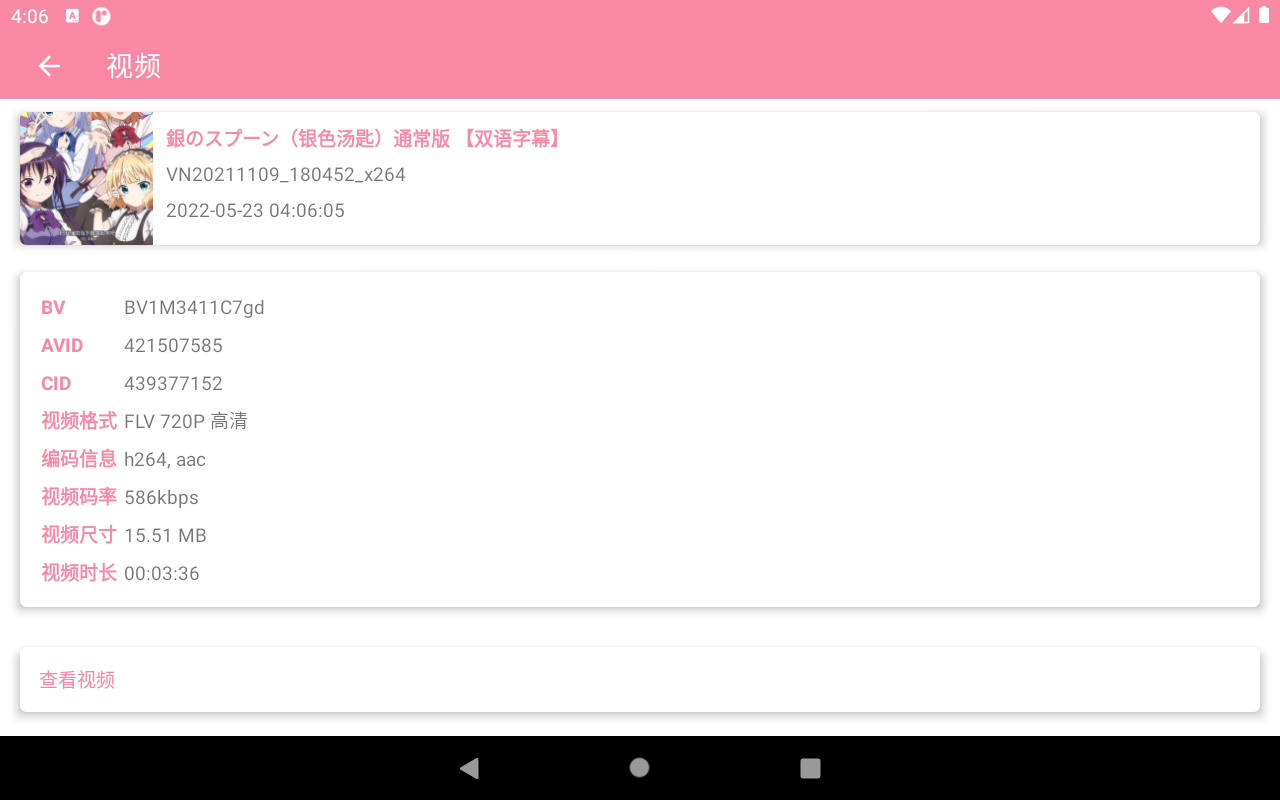 4:06
视频
銀のスプーン（银色汤匙）通常版 【双语字幕】
VN20211109_180452_x264
2022-05-23 04:06:05
BV BV1M3411C7gd
AVID 421507585
CID 439377152
视频格式 FLV 720P 高清
编码信息 h264, aac
视频码率 586kbps
视频尺寸 15.51 MB
视频时长 00:03:36
查看视频